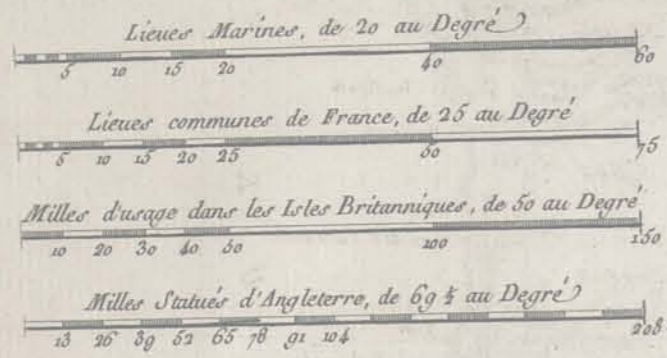 Lieues Marines, de 20 au Degré
5 10 15 20 40 60
Lieues communes de France, de 25 au Degré
5 10 15 20 25 50 75
Milles d'usage dans les Isles Britanniques, de 50 au Degré
10 20 30 40 50 100 150
Milles Statués d'Angleterre, de 69 ½ au Degré
13 26 39 52 65 78 91 104 208